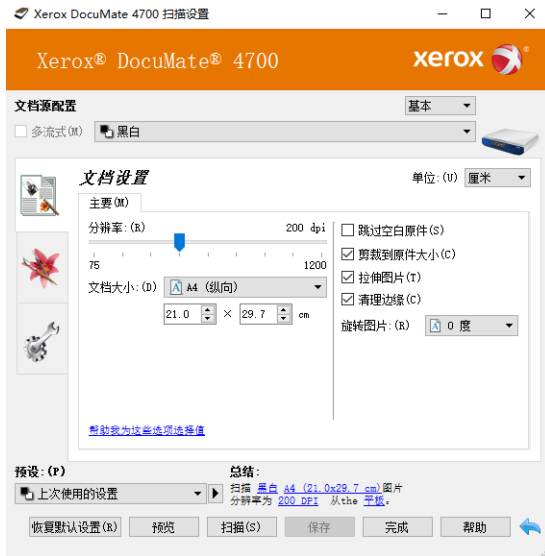 Xerox DocuMate 4700 扫描设置
Xerox® DocuMate® 4700
xerox
文档源配置
基本
多流式(M)
黑白
文档设置
单位:(U) 厘米
主要(M)
分辨率:(R) 200 dpi
75 1200
文档大小:(D) A4 (纵向)
21.0 × 29.7 cm
跳过空白原件(S)
剪裁到原件大小(C)
拉伸图片(T)
清理边缘(C)
旋转图片:(R) 0 度
帮助我为这些选项选择值
预设:(P)
上次使用的设置
总结:
扫描 黑白 A4 (21.0x29.7 cm)图片
分辨率为 200 DPI 从the 平板。
恢复默认设置(R) 预览 扫描(S) 保存 完成 帮助